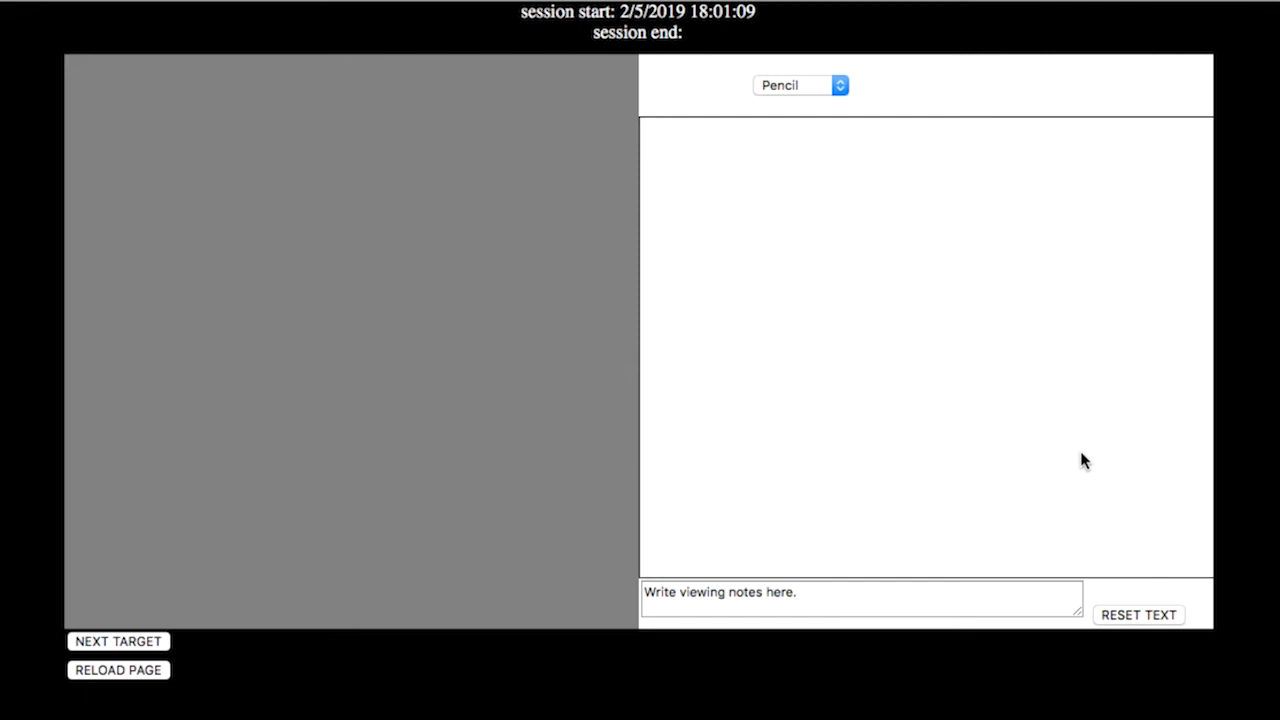 session start: 2/5/2019 18:01:09
session end:
Pencil
Write viewing notes here.
RESET TEXT
NEXT TARGET
RELOAD PAGE